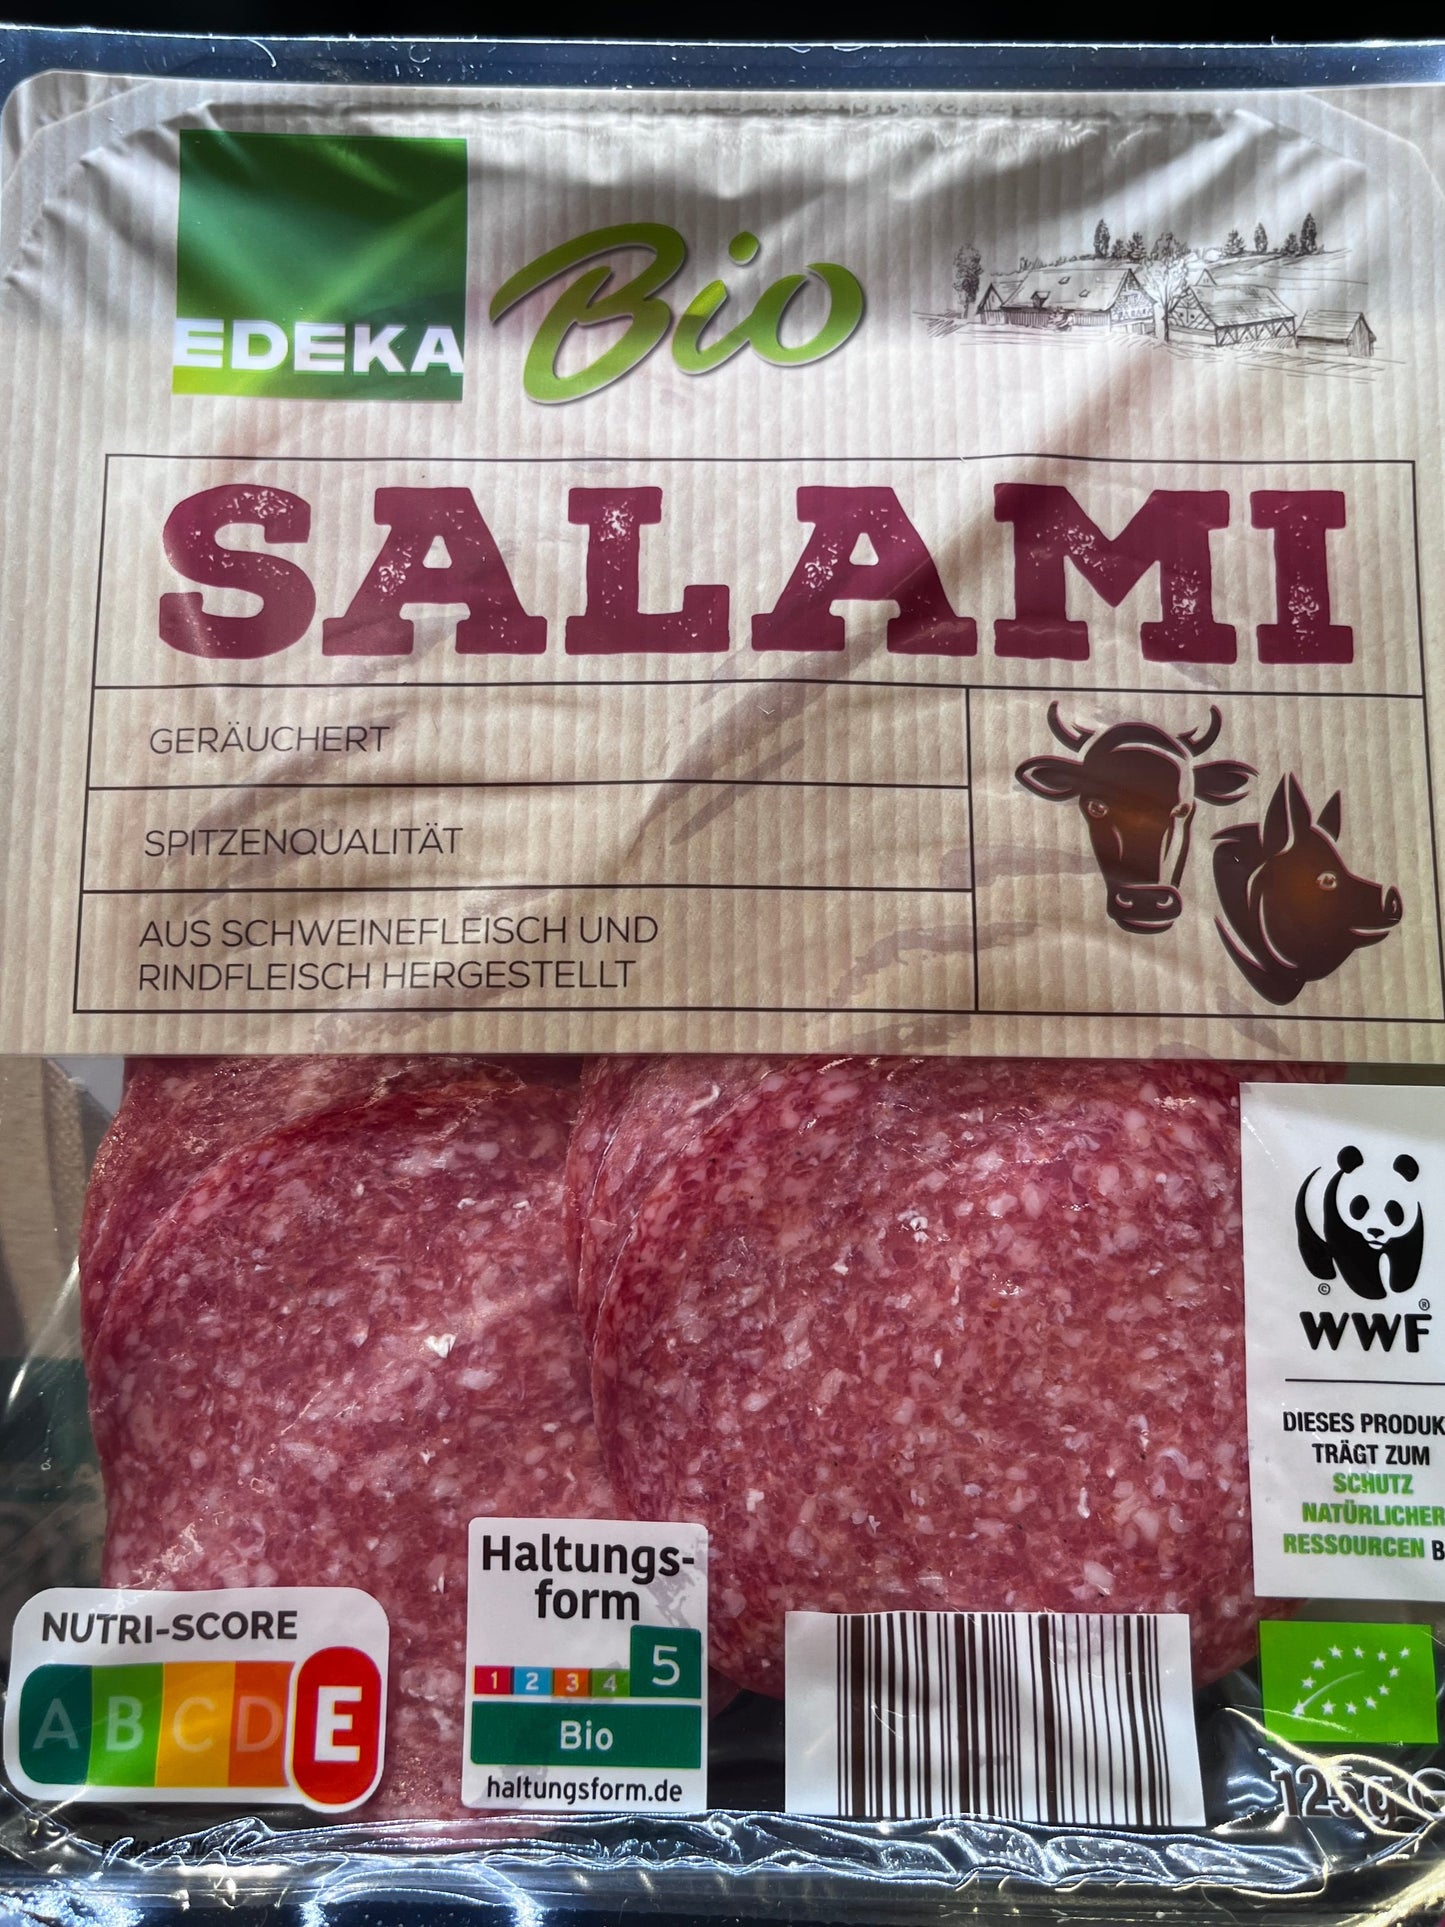 EDEKA
Bio
SALAMI
GERÄUCHERT
SPITZENQUALITÄT
AUS SCHWEINEFLEISCH UND
RINDFLEISCH HERGESTELLT
©
®
WWF
DIESES PRODUK
TRÄGT ZUM
SCHUTZ
NATÜRLICHER
RESSOURCEN B
Haltungs-
form
1 2 3 4 5
Bio
haltungsform.de
NUTRI-SCORE
A B C D E
125g